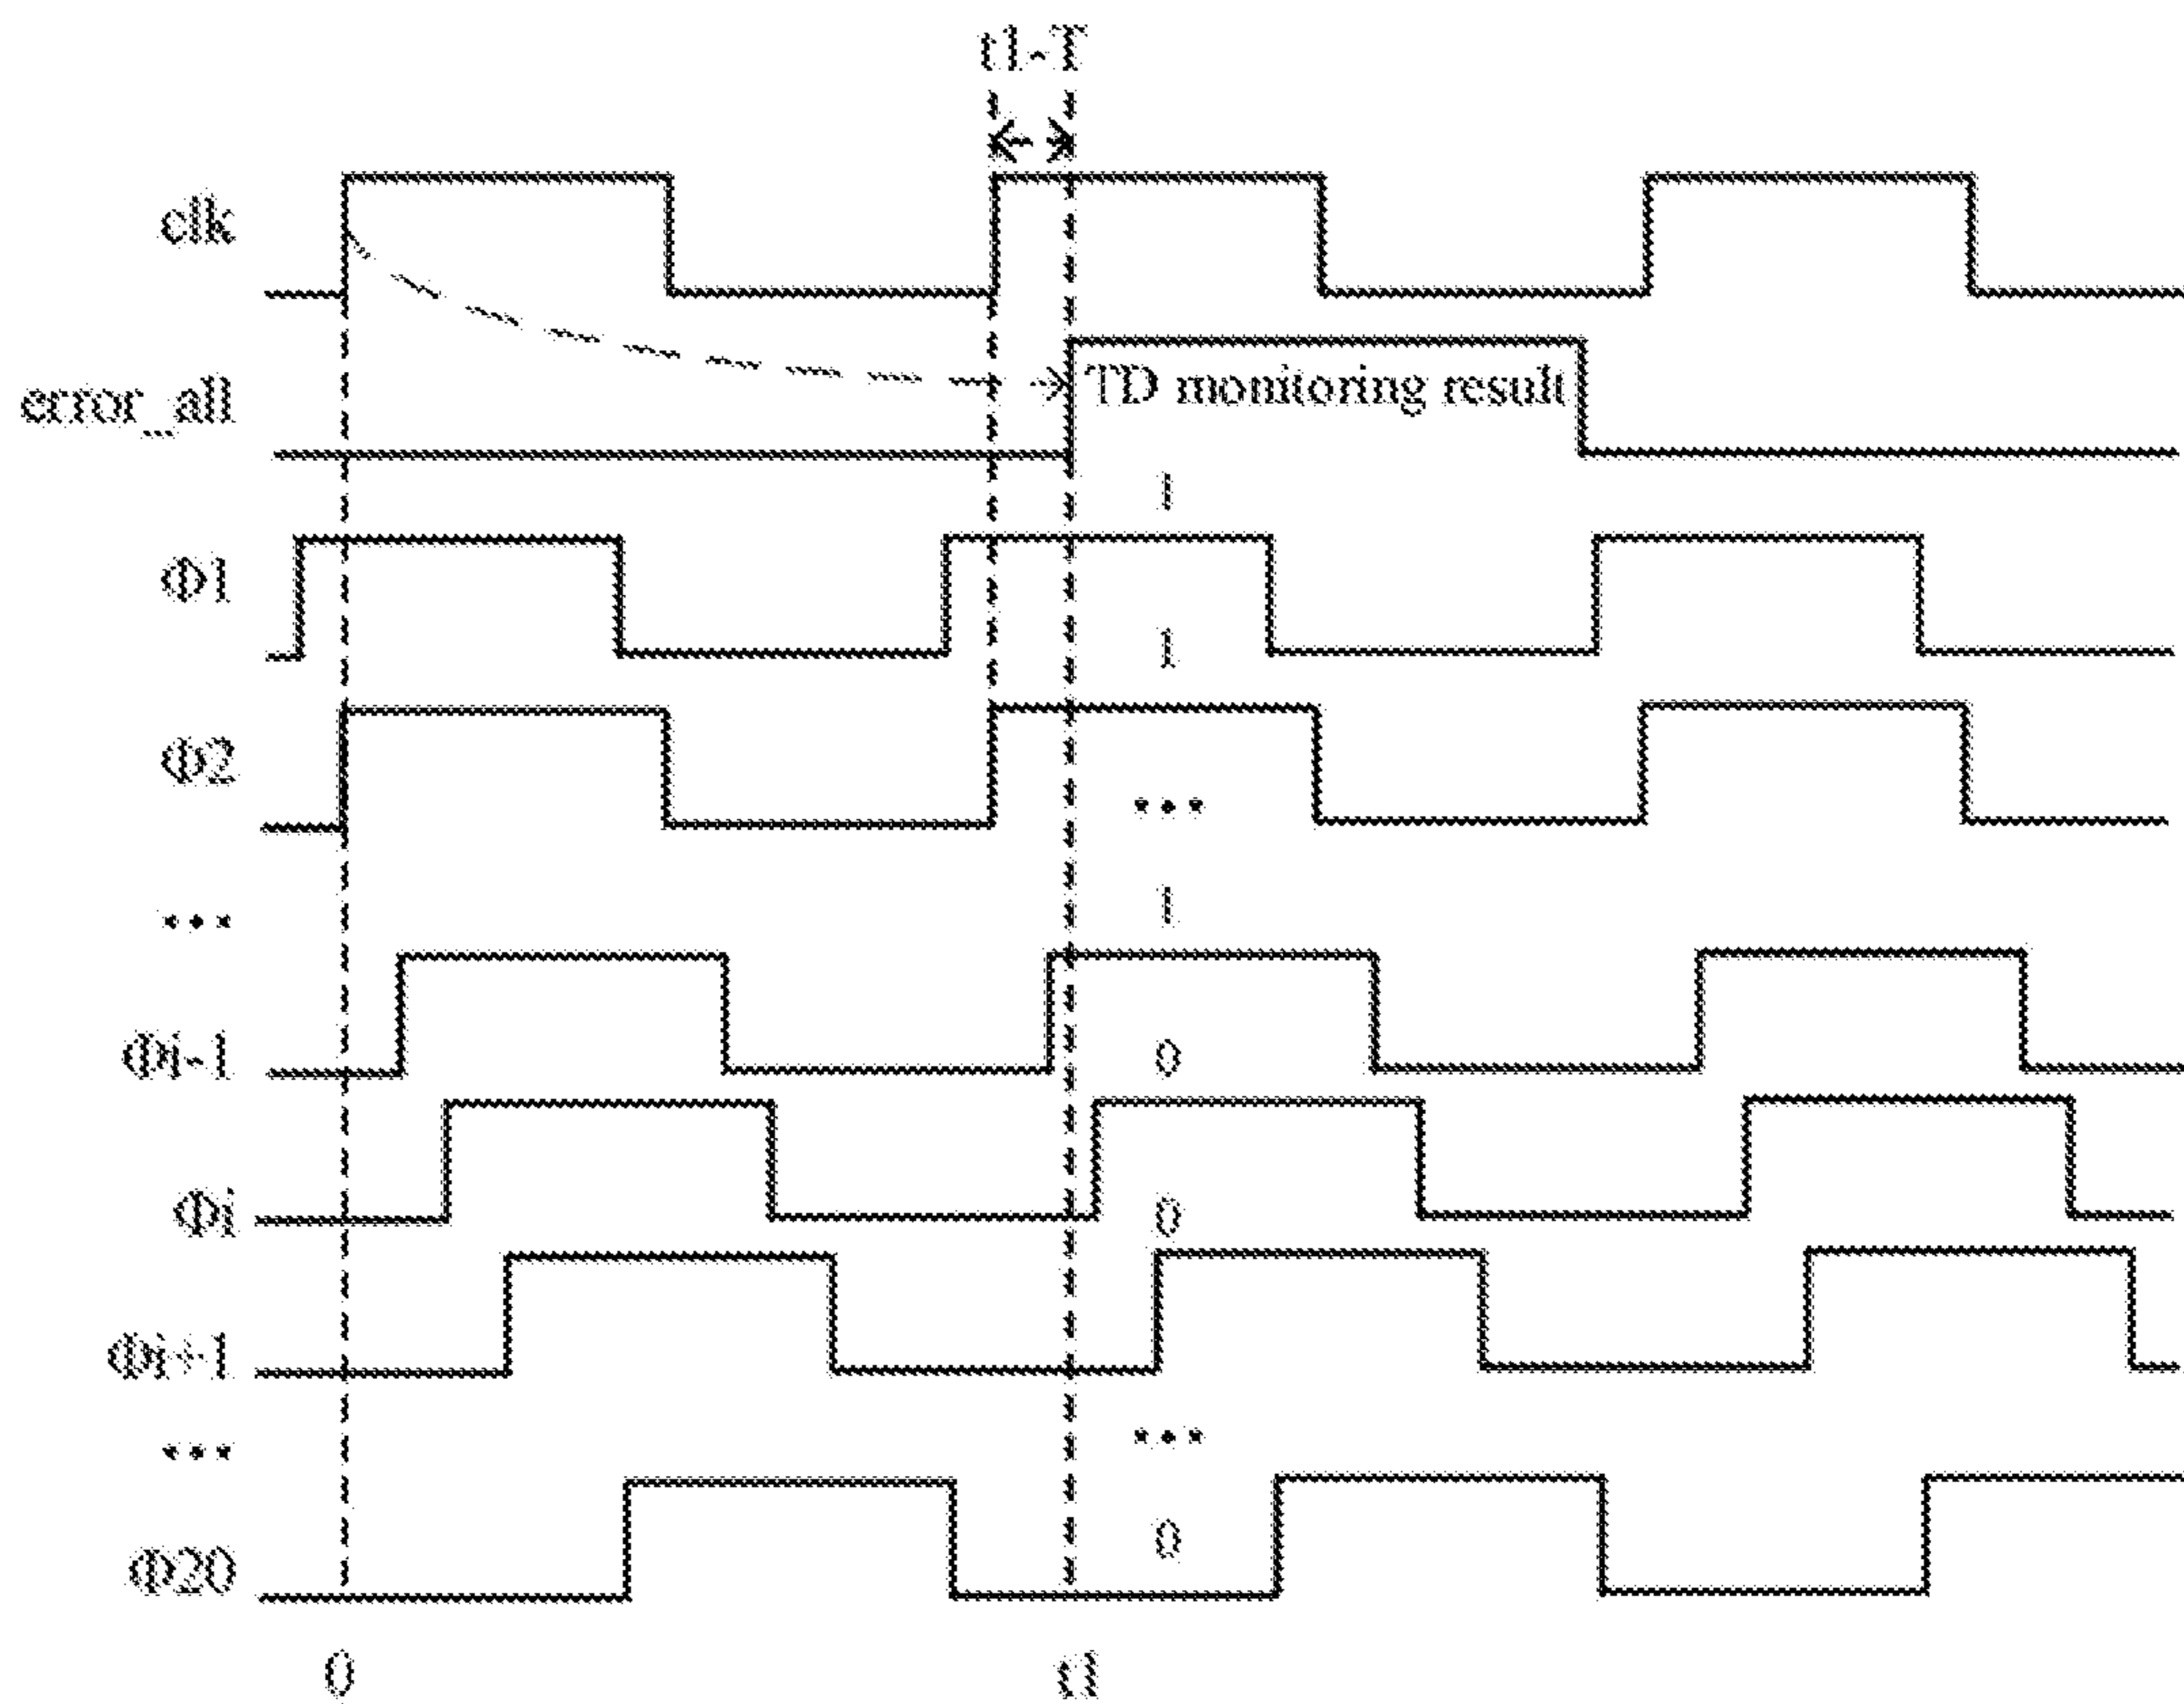 t1-T
clk
error_all
TD monitoring result
1
Φ1
1
Φ2
...
...
1
Φi-1
0
Φi
0
Φi+1
...
...
Φ20
0
0
t1